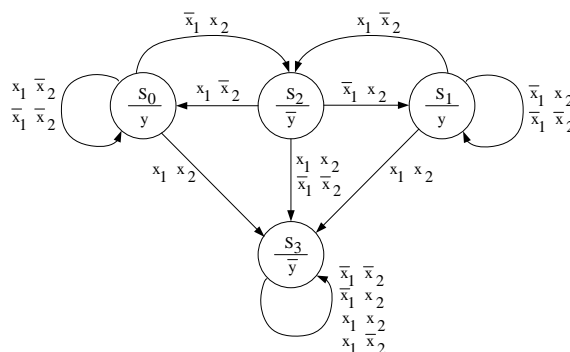 x̅₁ x₂
x₁ x̅₂
x₁ x̅₂
x̅₁ x̅₂
S₀
y
x₁ x̅₂
S₂
y̅
x̅₁ x₂
S₁
y
x̅₁ x₂
x̅₁ x̅₂
x₁ x₂
x₁ x₂
x̅₁ x̅₂
x₁ x₂
S₃
y̅
x̅₁ x̅₂
x̅₁ x₂
x₁ x₂
x₁ x̅₂